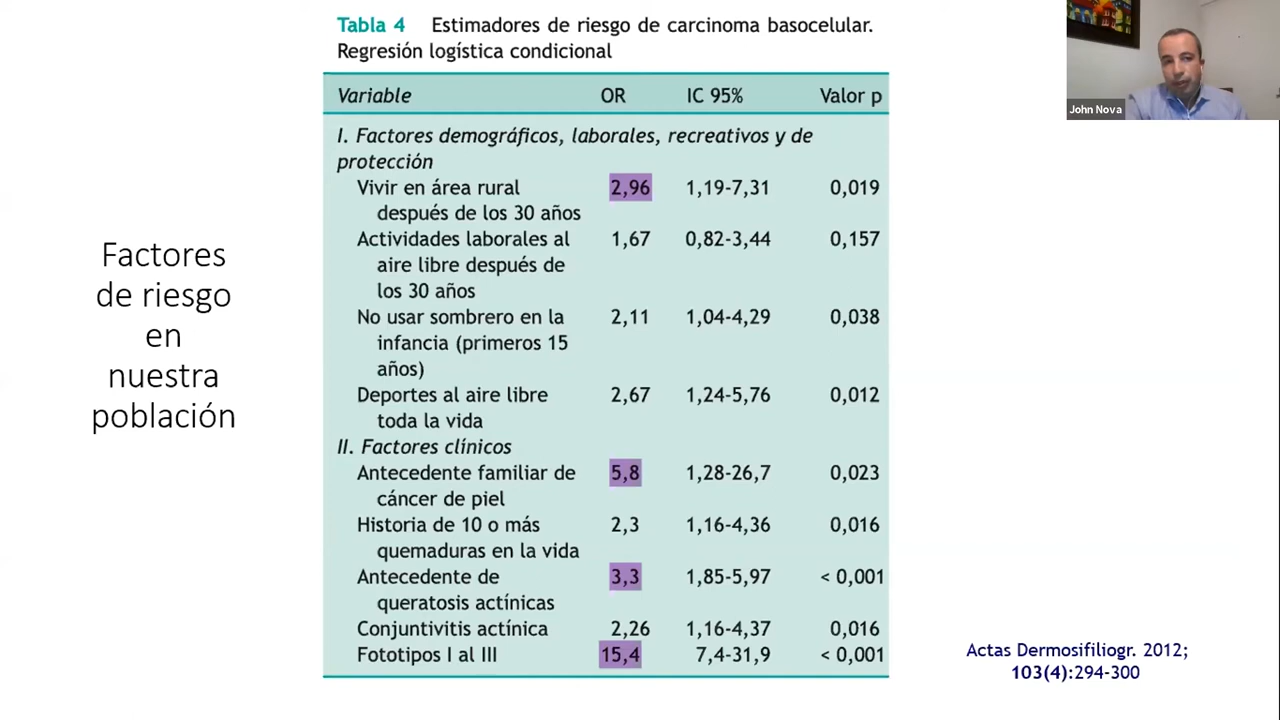 Tabla 4 Estimadores de riesgo de carcinoma basocelular.
Regresión logística condicional
Variable OR IC 95% Valor p
I. Factores demográficos, laborales, recreativos y de
protección
Vivir en área rural 2,96 1,19-7,31 0,019
después de los 30 años
Actividades laborales al 1,67 0,82-3,44 0,157
aire libre después de
los 30 años
No usar sombrero en la 2,11 1,04-4,29 0,038
infancia (primeros 15
años)
Deportes al aire libre 2,67 1,24-5,76 0,012
toda la vida
II. Factores clínicos
Antecedente familiar de 5,8 1,28-26,7 0,023
cáncer de piel
Historia de 10 o más 2,3 1,16-4,36 0,016
quemaduras en la vida
Antecedente de 3,3 1,85-5,97 < 0,001
queratosis actínicas
Conjuntivitis actínica 2,26 1,16-4,37 0,016
Fototipos I al III 15,4 7,4-31,9 < 0,001
Factores
de riesgo
en
nuestra
población
John Nova
Actas Dermosifiliogr. 2012;
103(4):294-300